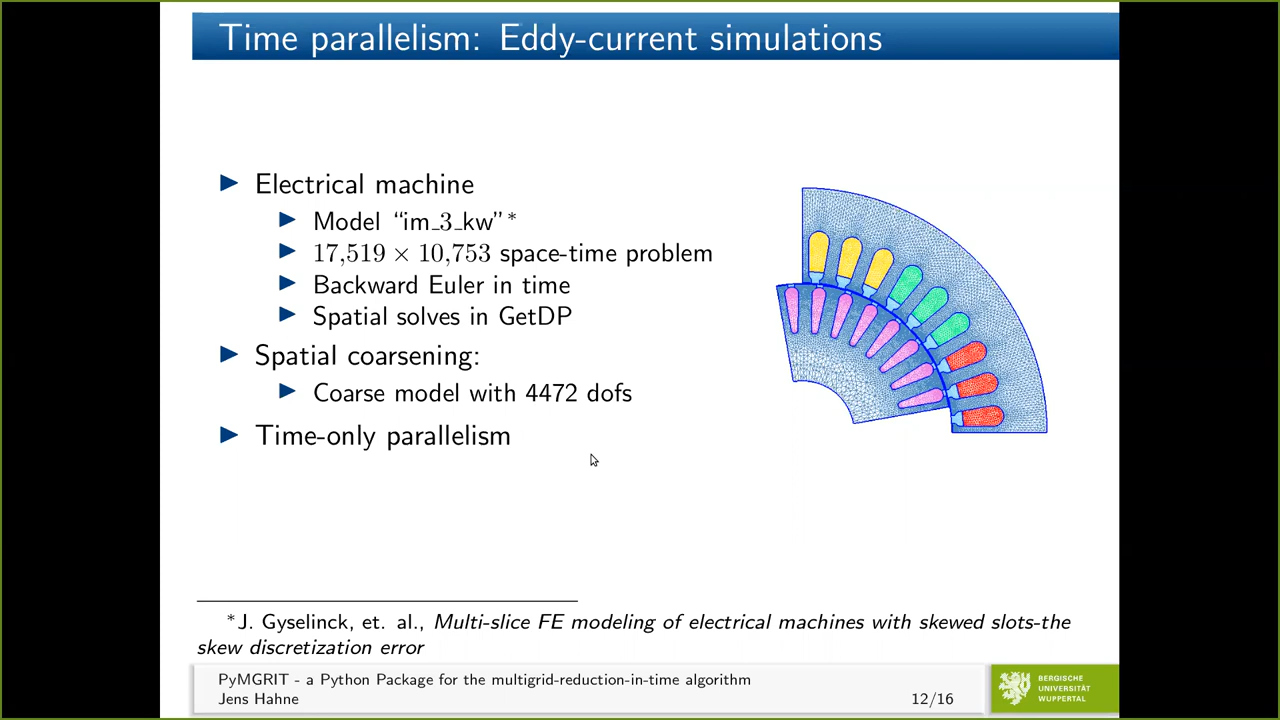 Time parallelism: Eddy-current simulations
Electrical machine
Model “im_3_kw”*
17,519 × 10,753 space-time problem
Backward Euler in time
Spatial solves in GetDP
Spatial coarsening:
Coarse model with 4472 dofs
Time-only parallelism
*J. Gyselinck, et. al., Multi-slice FE modeling of electrical machines with skewed slots-the
skew discretization error
PyMGRIT - a Python Package for the multigrid-reduction-in-time algorithm
Jens Hahne
12/16
BERGISCHE
UNIVERSITÄT
WUPPERTAL